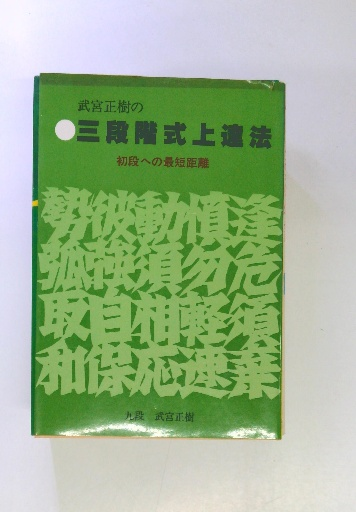 武宮正樹の
●三段階式上達法
初段への最短距離
逢危須棄
慎勿軽速
動須相応
彼強自保
勢孤取和
九段 武宮正樹